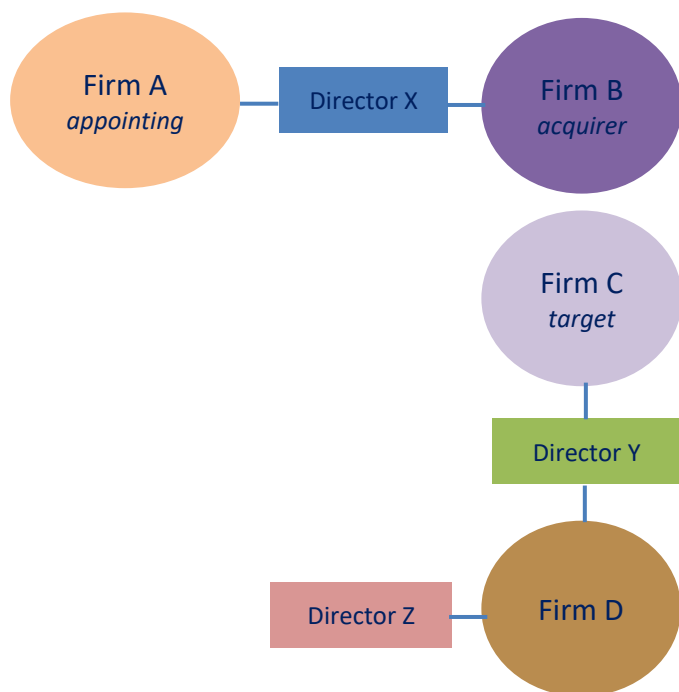 Firm A
appointing
Director X
Firm B
acquirer
Firm C
target
Director Y
Director Z
Firm D